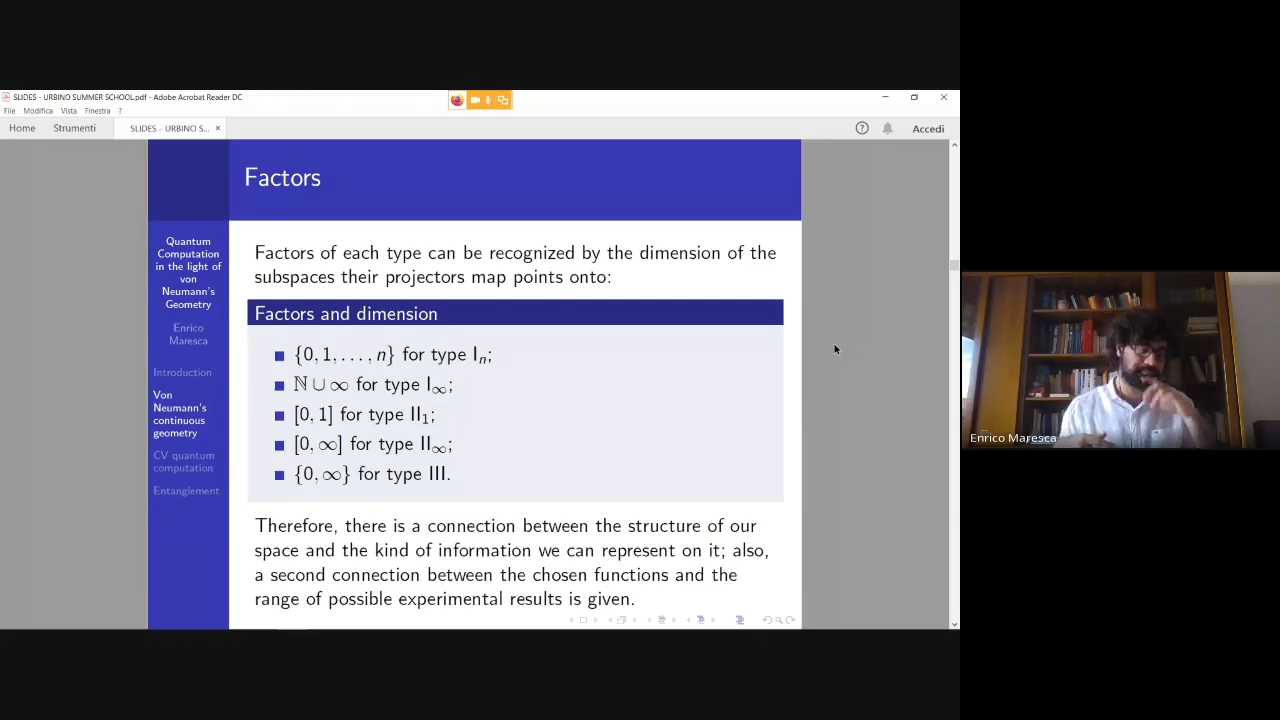 SLIDES - URBINO SUMMER SCHOOL.pdf - Adobe Acrobat Reader DC
File Modifica Vista Finestra ?
Home Strumenti SLIDES - URBINO S... × Accedi
Factors
Quantum
Computation
in the light of
von
Neumann's
Geometry
Enrico
Maresca
Introduction
Von
Neumann's
continuous
geometry
CV quantum
computation
Entanglement
Factors of each type can be recognized by the dimension of the
subspaces their projectors map points onto:
Factors and dimension
{0, 1, . . . , n} for type Iₙ;
ℕ ∪ ∞ for type I∞;
[0, 1] for type II₁;
[0, ∞] for type II∞;
{0, ∞} for type III.
Therefore, there is a connection between the structure of our
space and the kind of information we can represent on it; also,
a second connection between the chosen functions and the
range of possible experimental results is given.
Enrico Maresca